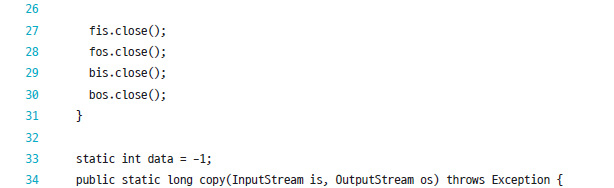 26
27 fis.close();
28 fos.close();
29 bis.close();
30 bos.close();
31 }
32
33 static int data = -1;
34 public static long copy(InputStream is, OutputStream os) throws Exception {